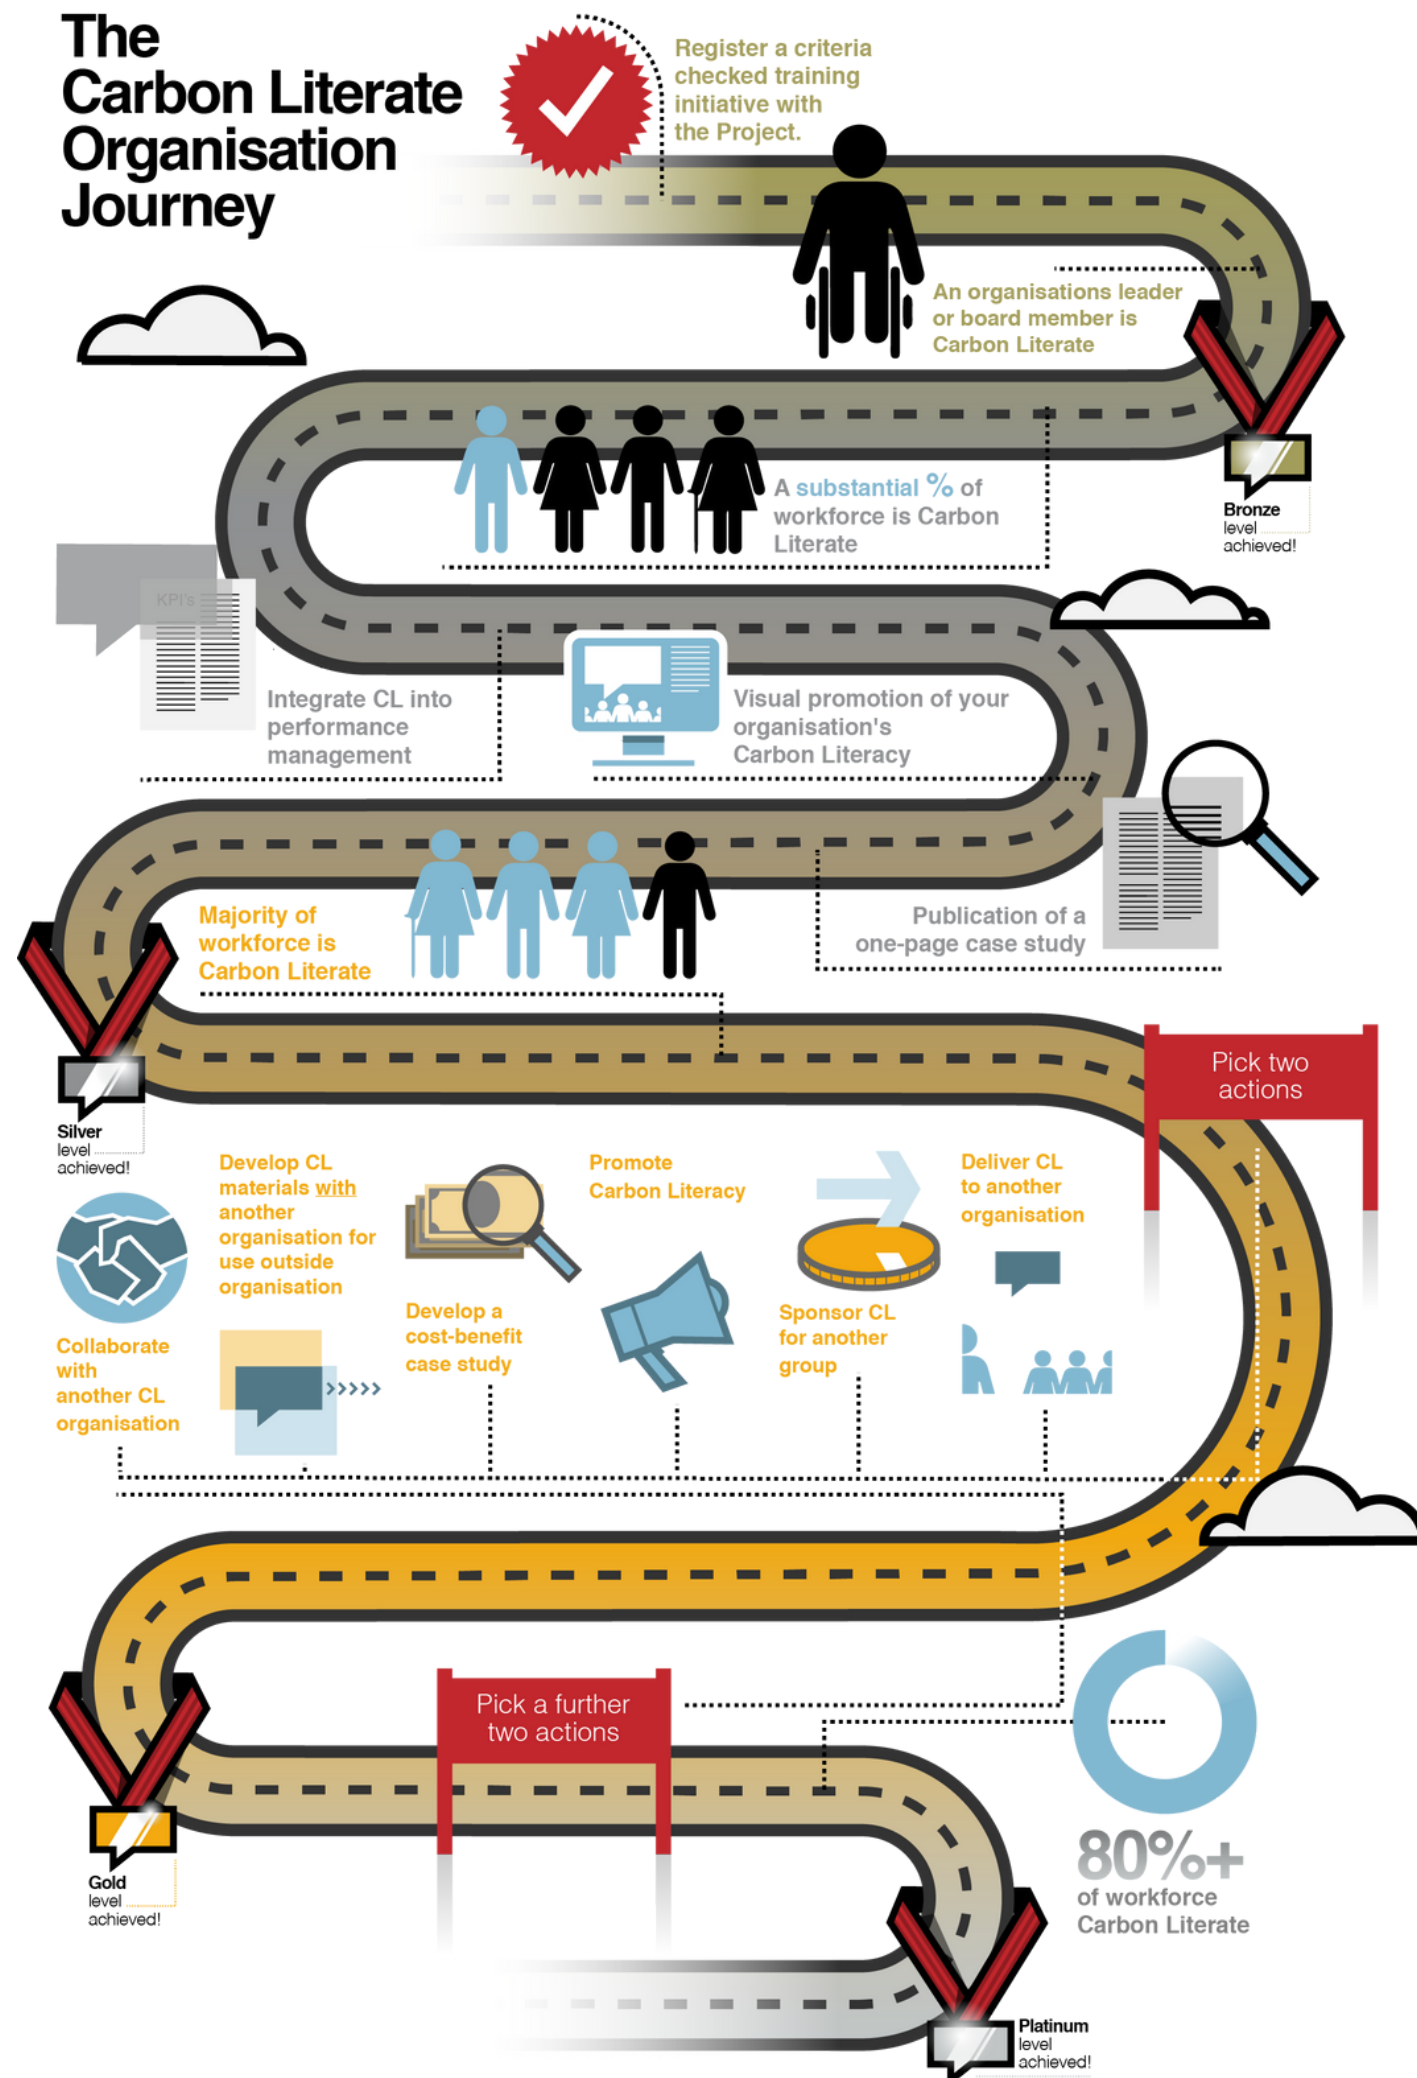 The
Carbon Literate
Organisation
Journey
Register a criteria
checked training
initiative with
the Project.
An organisations leader
or board member is
Carbon Literate
Bronze
level
achieved!
A substantial % of
workforce is Carbon
Literate
KPI's
Integrate CL into
performance
management
Visual promotion of your
organisation's
Carbon Literacy
Publication of a
one-page case study
Majority of
workforce is
Carbon Literate
Silver
level
achieved!
Pick two
actions
Collaborate
with
another CL
organisation
Develop CL
materials with
another
organisation for
use outside
organisation
Develop a
cost-benefit
case study
Promote
Carbon Literacy
Sponsor CL
for another
group
Deliver CL
to another
organisation
Gold
level
achieved!
Pick a further
two actions
80%+
of workforce
Carbon Literate
Platinum
level
achieved!